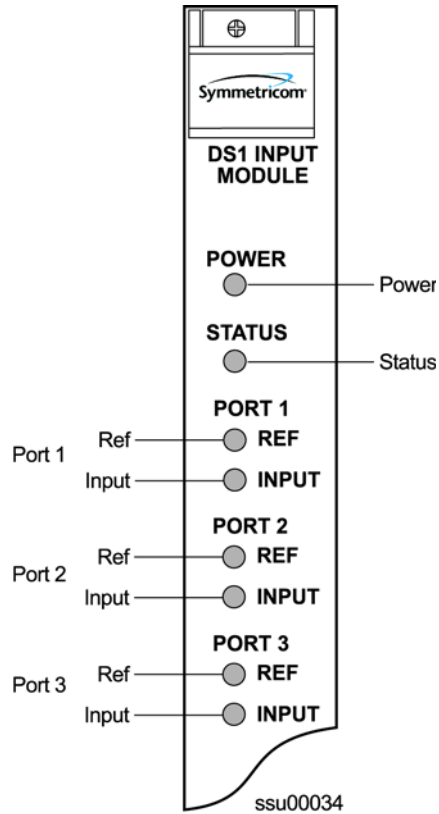 Symmetricom
DS1 INPUT
MODULE
POWER
Power
STATUS
Status
PORT 1
Port 1
Ref
REF
Input
INPUT
PORT 2
Port 2
Ref
REF
Input
INPUT
PORT 3
Port 3
Ref
REF
Input
INPUT
ssu00034